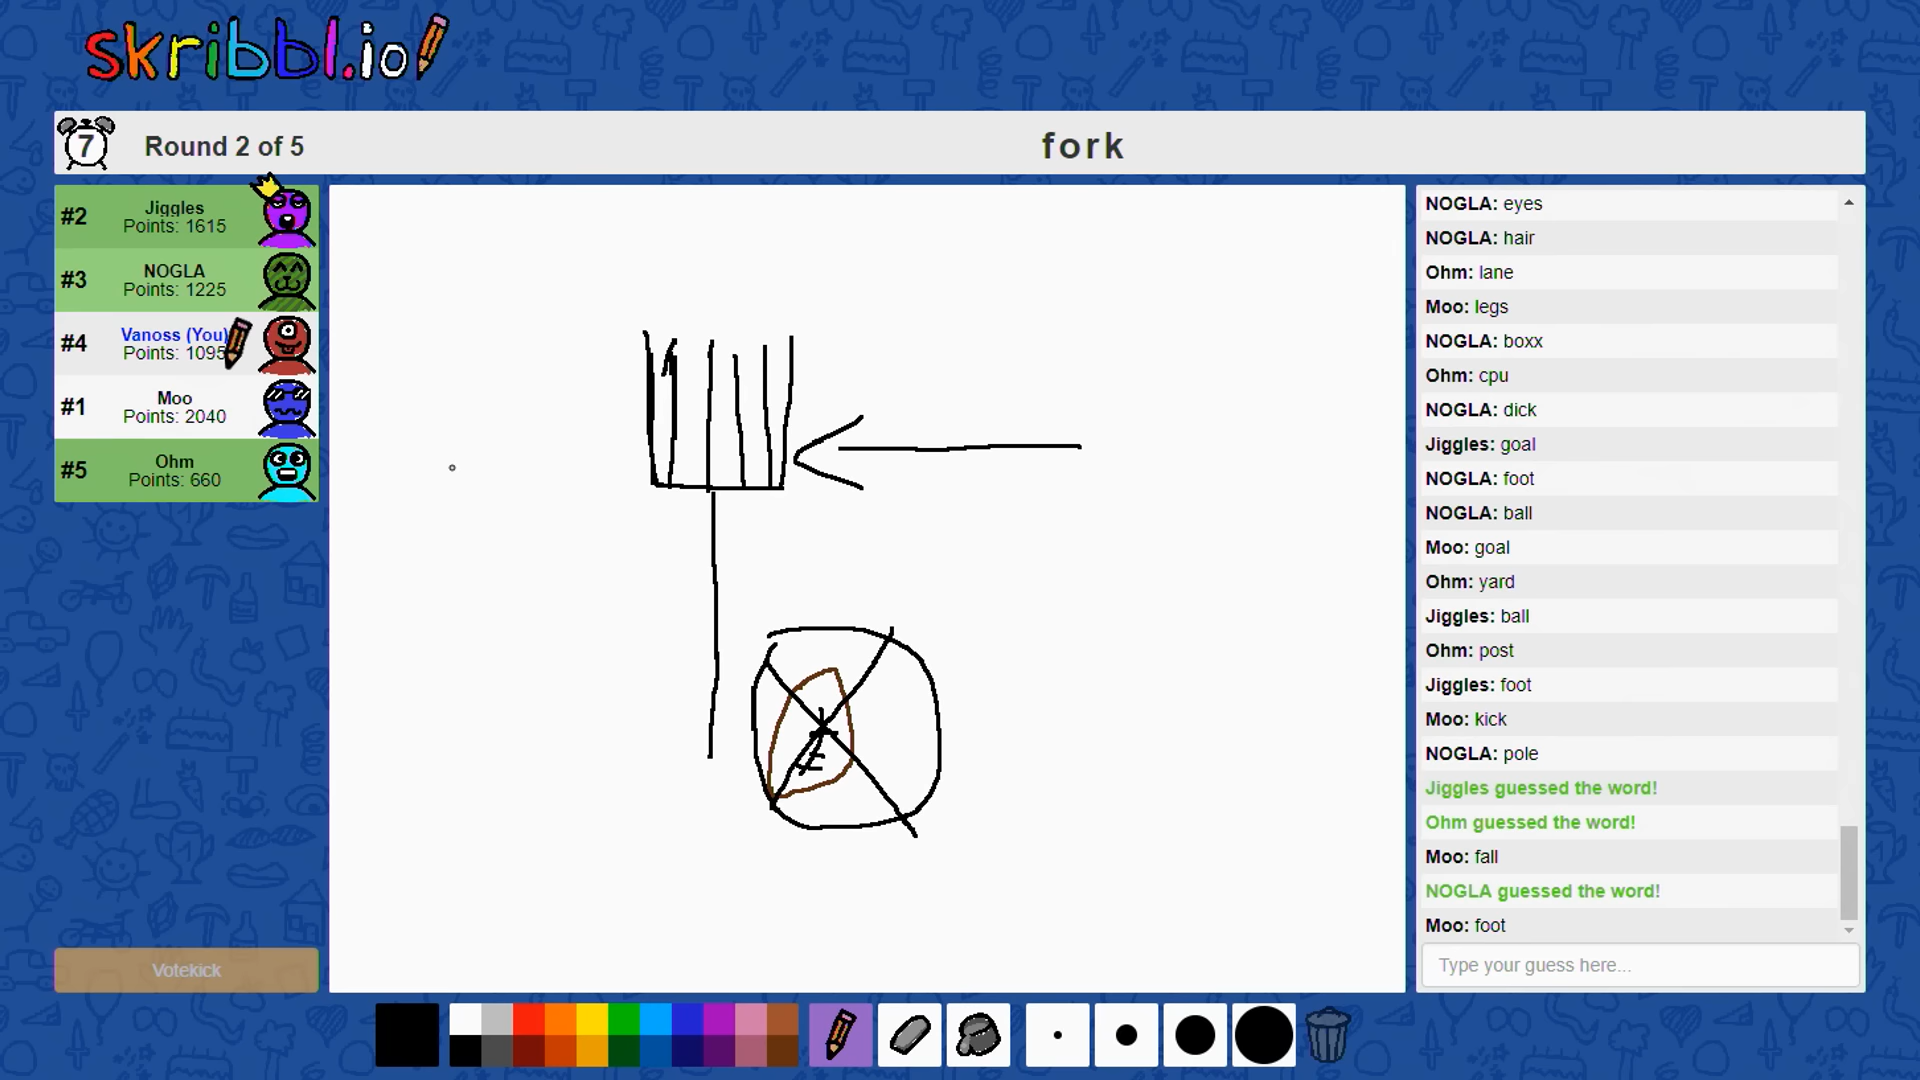 skribbl.io
7
Round 2 of 5
fork
#2
Jiggles
Points: 1615
#3
NOGLA
Points: 1225
#4
Vanoss (You)
Points: 1095
#1
Moo
Points: 2040
#5
Ohm
Points: 660
Votekick
NOGLA: eyes
NOGLA: hair
Ohm: lane
Moo: legs
NOGLA: boxx
Ohm: cpu
NOGLA: dick
Jiggles: goal
NOGLA: foot
NOGLA: ball
Moo: goal
Ohm: yard
Jiggles: ball
Ohm: post
Jiggles: foot
Moo: kick
NOGLA: pole
Jiggles guessed the word!
Ohm guessed the word!
Moo: fall
NOGLA guessed the word!
Moo: foot
Type your guess here...